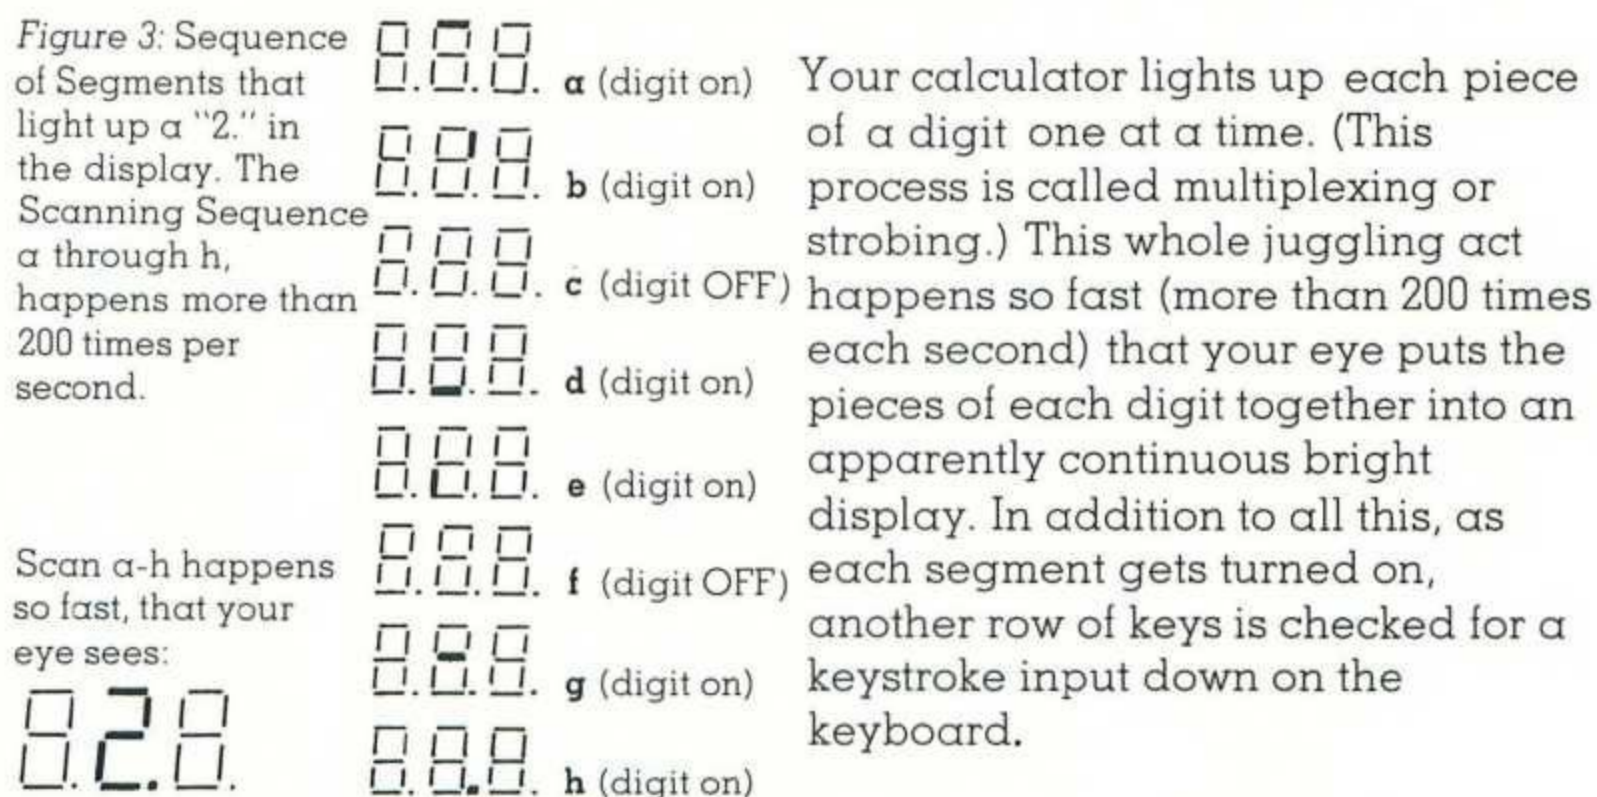 Figure 3: Sequence
of Segments that
light up a "2." in
the display. The
Scanning Sequence
a through h,
happens more than
200 times per
second.
Scan a-h happens
so fast, that your
eye sees:
2.
a (digit on)
b (digit on)
c (digit OFF)
d (digit on)
e (digit on)
f (digit OFF)
g (digit on)
h (digit on)
Your calculator lights up each piece
of a digit one at a time. (This
process is called multiplexing or
strobing.) This whole juggling act
happens so fast (more than 200 times
each second) that your eye puts the
pieces of each digit together into an
apparently continuous bright
display. In addition to all this, as
each segment gets turned on,
another row of keys is checked for a
keystroke input down on the
keyboard.